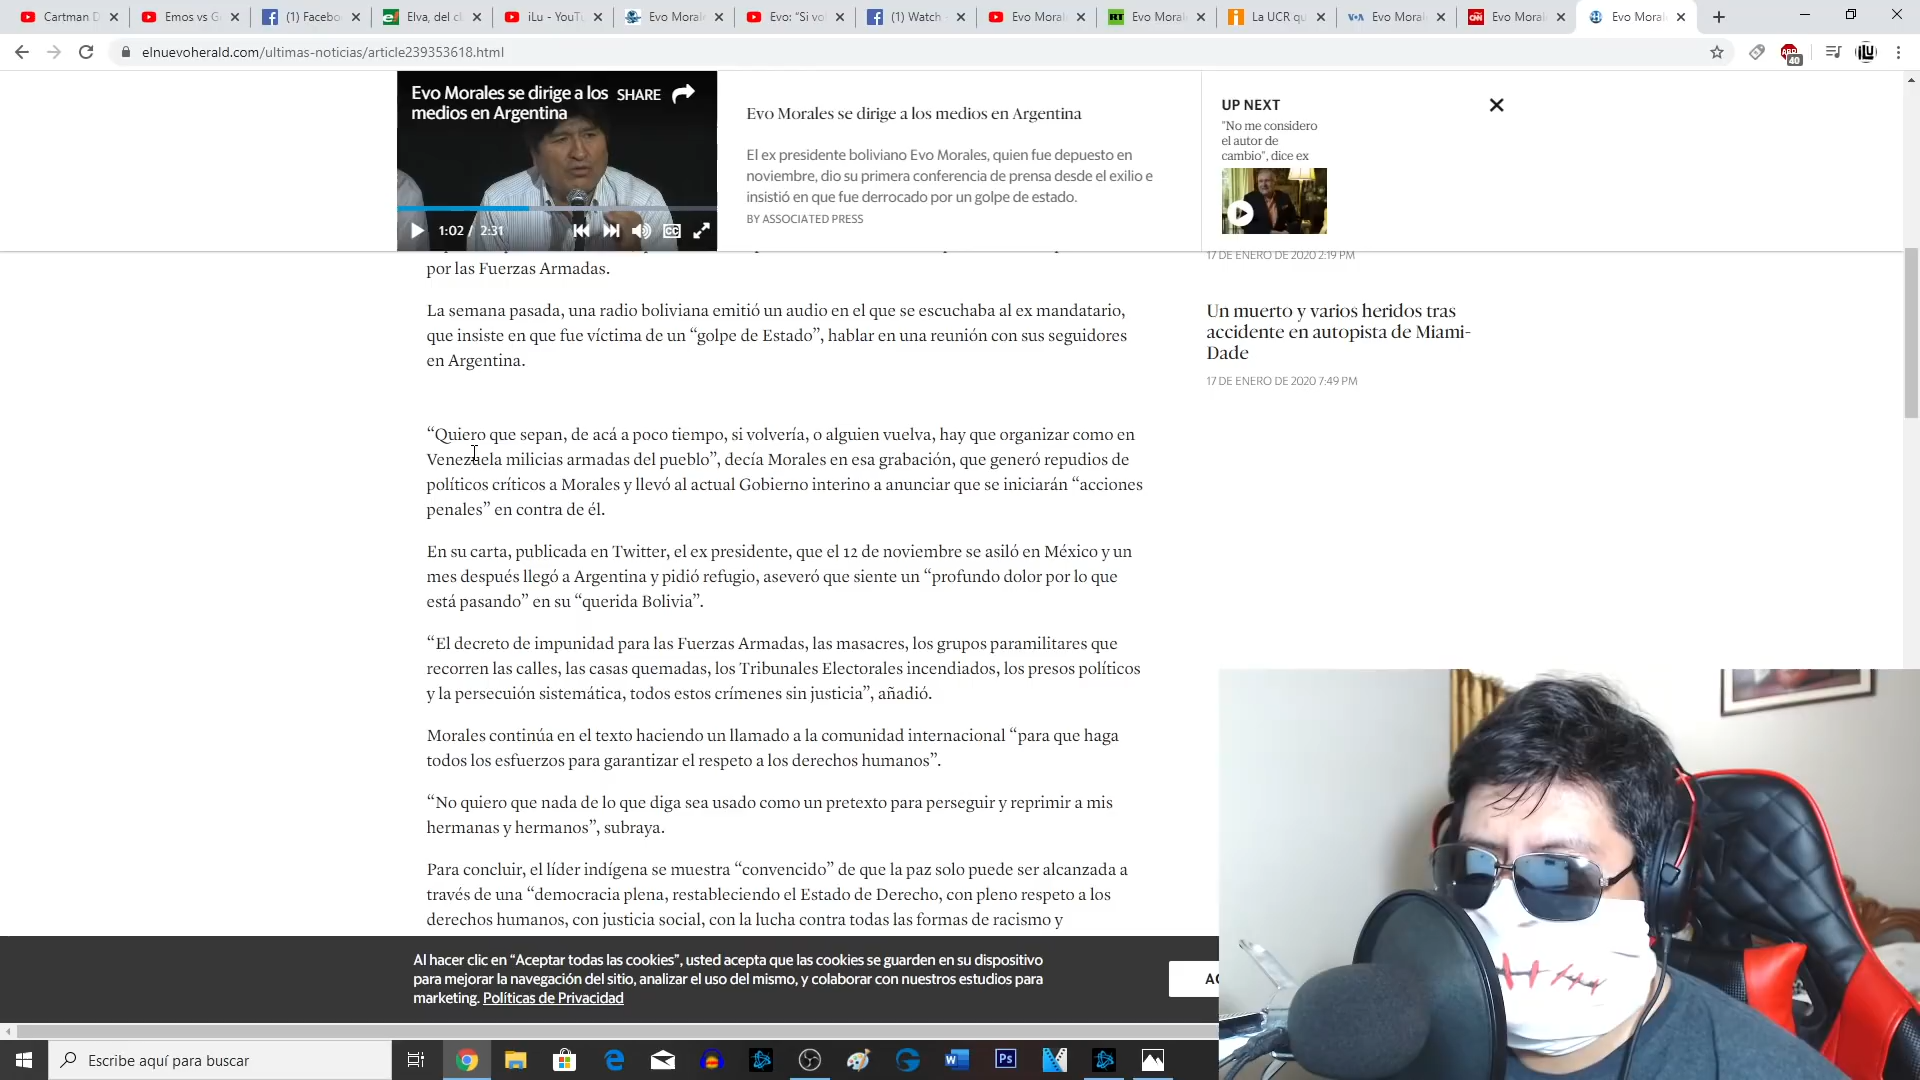 Cartman D
Emos vs G
(1) Facebo
Elva, del c
iLu - YouTu
Evo Morale
Evo: "Si vo
(1) Watch
Evo Moral
Evo Moral
La UCR qu
Evo Moral
Evo Moral
Evo Moral
elnuevoherald.com/ultimas-noticias/article239353618.html
40
Evo Morales se dirige a los
medios en Argentina
SHARE
1:02 / 2:31
CC
Evo Morales se dirige a los medios en Argentina
El ex presidente boliviano Evo Morales, quien fue depuesto en
noviembre, dio su primera conferencia de prensa desde el exilio e
insistió en que fue derrocado por un golpe de estado.
BY ASSOCIATED PRESS
UP NEXT
"No me considero
el autor de
cambio", dice ex
por las Fuerzas Armadas.
La semana pasada, una radio boliviana emitió un audio en el que se escuchaba al ex mandatario,
que insiste en que fue víctima de un “golpe de Estado”, hablar en una reunión con sus seguidores
en Argentina.
“Quiero que sepan, de acá a poco tiempo, si volvería, o alguien vuelva, hay que organizar como en
Venezuela milicias armadas del pueblo”, decía Morales en esa grabación, que generó repudios de
políticos críticos a Morales y llevó al actual Gobierno interino a anunciar que se iniciarán “acciones
penales” en contra de él.
En su carta, publicada en Twitter, el ex presidente, que el 12 de noviembre se asiló en México y un
mes después llegó a Argentina y pidió refugio, aseveró que siente un “profundo dolor por lo que
está pasando” en su “querida Bolivia”.
“El decreto de impunidad para las Fuerzas Armadas, las masacres, los grupos paramilitares que
recorren las calles, las casas quemadas, los Tribunales Electorales incendiados, los presos políticos
y la persecuión sistemática, todos estos crímenes sin justicia”, añadió.
Morales continúa en el texto haciendo un llamado a la comunidad internacional “para que haga
todos los esfuerzos para garantizar el respeto a los derechos humanos”.
“No quiero que nada de lo que diga sea usado como un pretexto para perseguir y reprimir a mis
hermanas y hermanos”, subraya.
Para concluir, el líder indígena se muestra “convencido” de que la paz solo puede ser alcanzada a
través de una “democracia plena, restableciendo el Estado de Derecho, con pleno respeto a los
derechos humanos, con justicia social, con la lucha contra todas las formas de racismo y
17 DE ENERO DE 2020 2:19 PM
Un muerto y varios heridos tras
accidente en autopista de Miami-
Dade
17 DE ENERO DE 2020 7:49 PM
Al hacer clic en “Aceptar todas las cookies”, usted acepta que las cookies se guarden en su dispositivo
para mejorar la navegación del sitio, analizar el uso del mismo, y colaborar con nuestros estudios para
marketing. Políticas de Privacidad
Escribe aquí para buscar